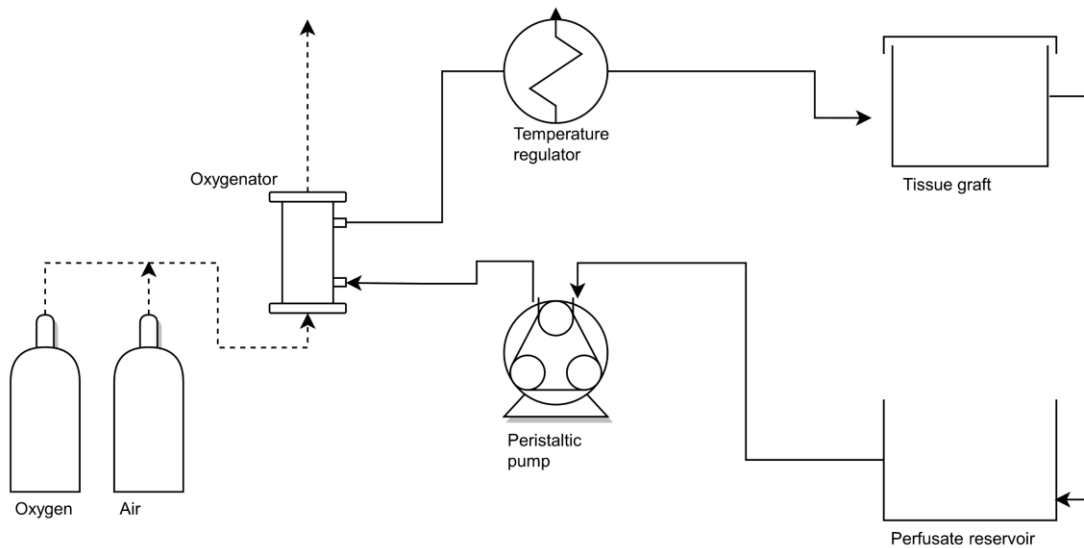 Temperature
regulator
Tissue graft
Oxygenator
Peristaltic
pump
Oxygen
Air
Perfusate reservoir